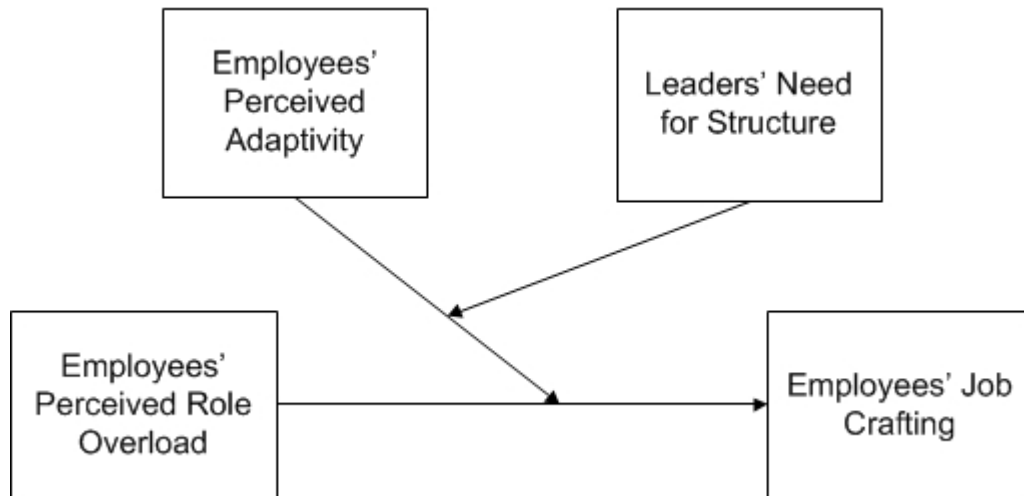 Employees’
Perceived
Adaptivity
Leaders’ Need
for Structure
Employees’
Perceived Role
Overload
Employees’ Job
Crafting